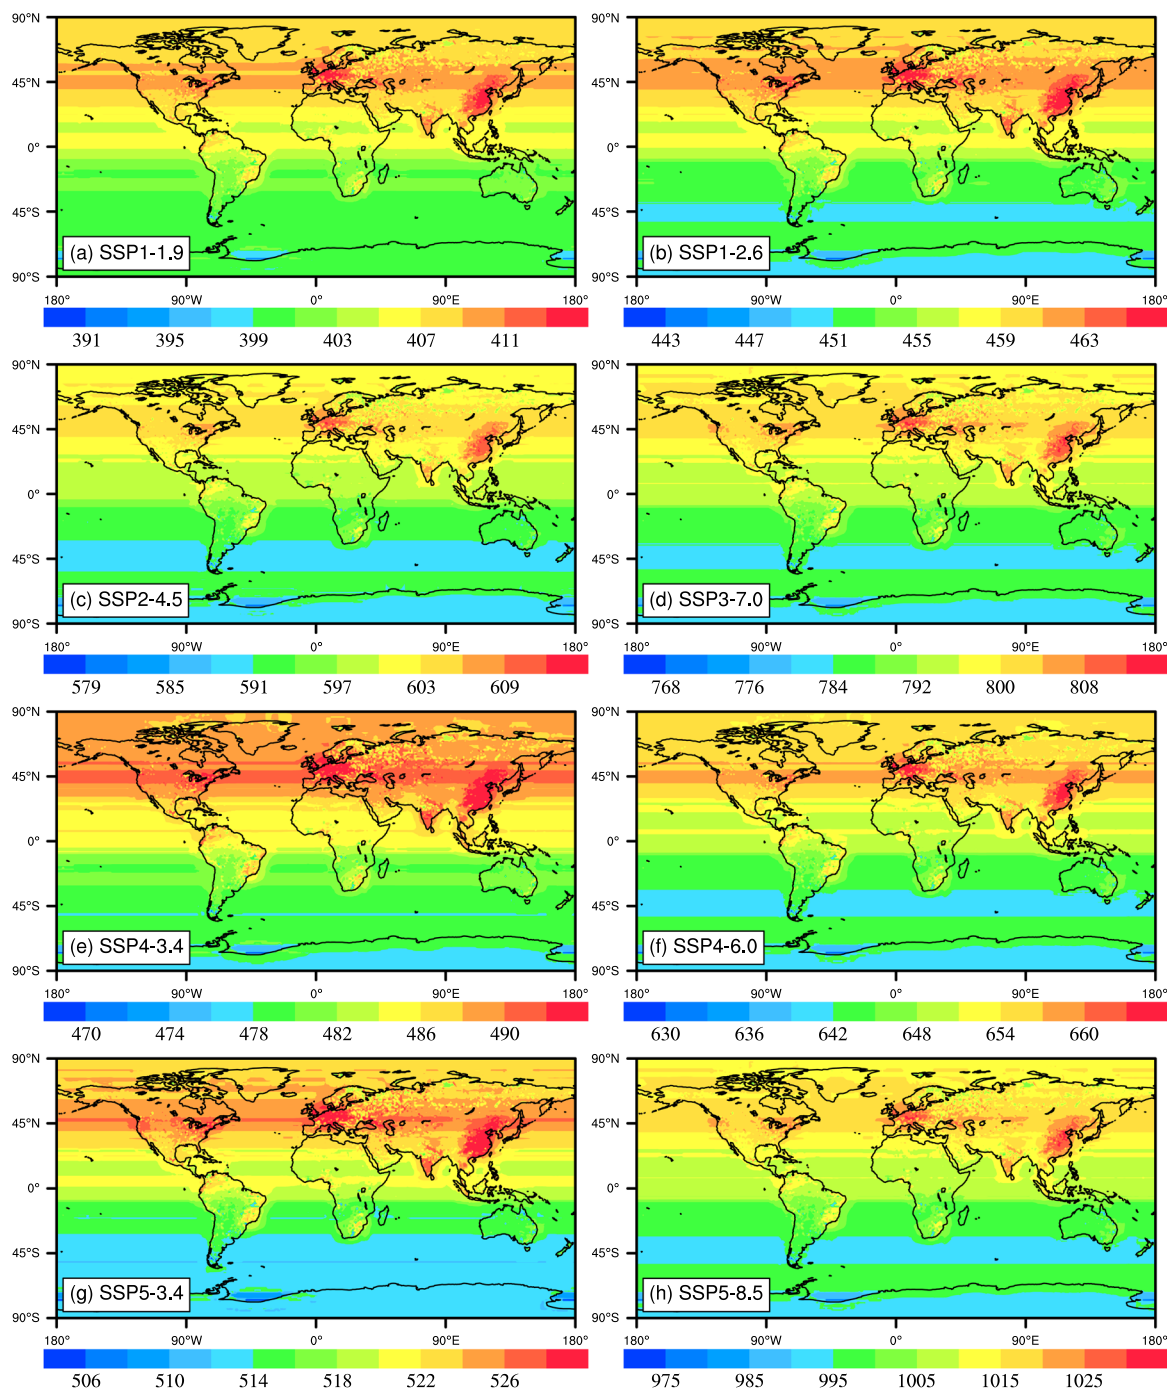 90°N 90°N
45°N 45°N
0° 0°
45°S 45°S
(a) SSP1-1.9 (b) SSP1-2.6
90°S 90°S
180° 90°W 0° 90°E 180° 180° 90°W 0° 90°E 180°
391 395 399 403 407 411 443 447 451 455 459 463
90°N 90°N
45°N 45°N
0° 0°
45°S 45°S
(c) SSP2-4.5 (d) SSP3-7.0
90°S 90°S
180° 90°W 0° 90°E 180° 180° 90°W 0° 90°E 180°
579 585 591 597 603 609 768 776 784 792 800 808
90°N 90°N
45°N 45°N
0° 0°
45°S 45°S
(e) SSP4-3.4 (f) SSP4-6.0
90°S 90°S
180° 90°W 0° 90°E 180° 180° 90°W 0° 90°E 180°
470 474 478 482 486 490 630 636 642 648 654 660
90°N 90°N
45°N 45°N
0° 0°
45°S 45°S
(g) SSP5-3.4 (h) SSP5-8.5
90°S 90°S
180° 90°W 0° 90°E 180° 180° 90°W 0° 90°E 180°
506 510 514 518 522 526 975 985 995 1005 1015 1025